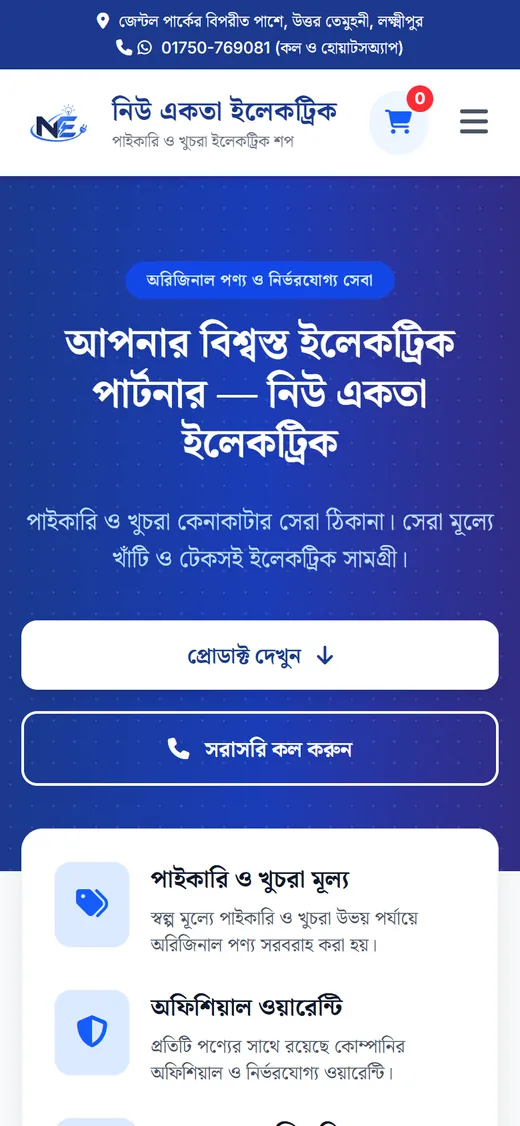 জেন্টল পার্কের বিপরীত পাশে, উত্তর তেমুহনী, লক্ষ্মীপুর
01750-769081 (কল ও হোয়াটসঅ্যাপ)
NE
নিউ একতা ইলেকট্রিক
পাইকারি ও খুচরা ইলেকট্রিক শপ
0
অরিজিনাল পণ্য ও নির্ভরযোগ্য সেবা
আপনার বিশ্বস্ত ইলেকট্রিক
পার্টনার — নিউ একতা
ইলেকট্রিক
পাইকারি ও খুচরা কেনাকাটার সেরা ঠিকানা। সেরা মূল্যে
খাঁটি ও টেকসই ইলেকট্রিক সামগ্রী।
প্রোডাক্ট দেখুন
সরাসরি কল করুন
পাইকারি ও খুচরা মূল্য
স্বল্প মূল্যে পাইকারি ও খুচরা উভয় পর্যায়ে
অরিজিনাল পণ্য সরবরাহ করা হয়।
অফিশিয়াল ওয়ারেন্টি
প্রতিটি পণ্যের সাথে রয়েছে কোম্পানির
অফিশিয়াল ও নির্ভরযোগ্য ওয়ারেন্টি।